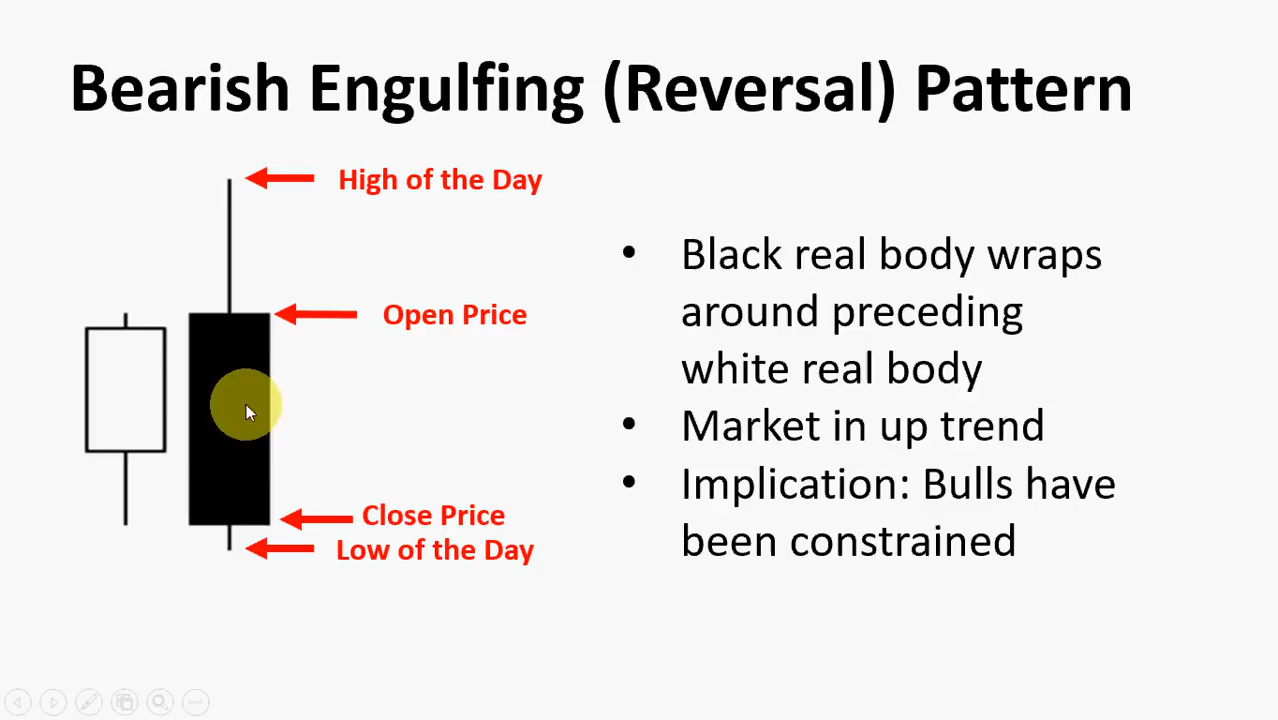 Bearish Engulfing (Reversal) Pattern
High of the Day
Open Price
Close Price
Low of the Day
• Black real body wraps
around preceding
white real body
• Market in up trend
• Implication: Bulls have
been constrained